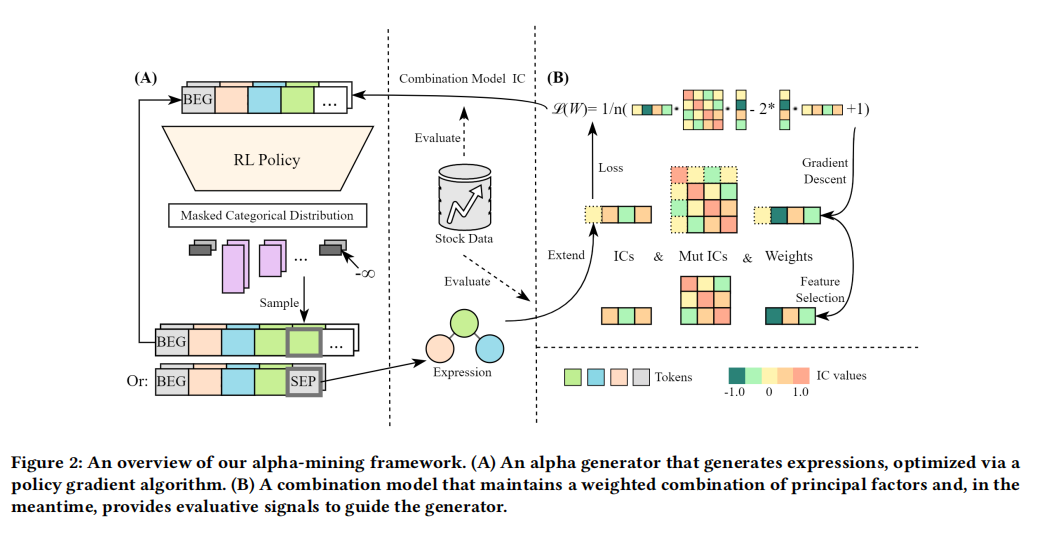 (A)
BEG
...
RL Policy
Masked Categorical Distribution
...
-∞
Sample
BEG
...
Or:
BEG
SEP
Combination Model IC
Evaluate
Stock Data
Evaluate
Expression
(B)
ℒ(W)= 1/n( * * - 2* * +1)
Loss
Gradient
Descent
Extend
ICs & Mut ICs & Weights
Feature
Selection
Tokens
IC values
-1.0 0 1.0
Figure 2: An overview of our alpha-mining framework. (A) An alpha generator that generates expressions, optimized via a
policy gradient algorithm. (B) A combination model that maintains a weighted combination of principal factors and, in the
meantime, provides evaluative signals to guide the generator.